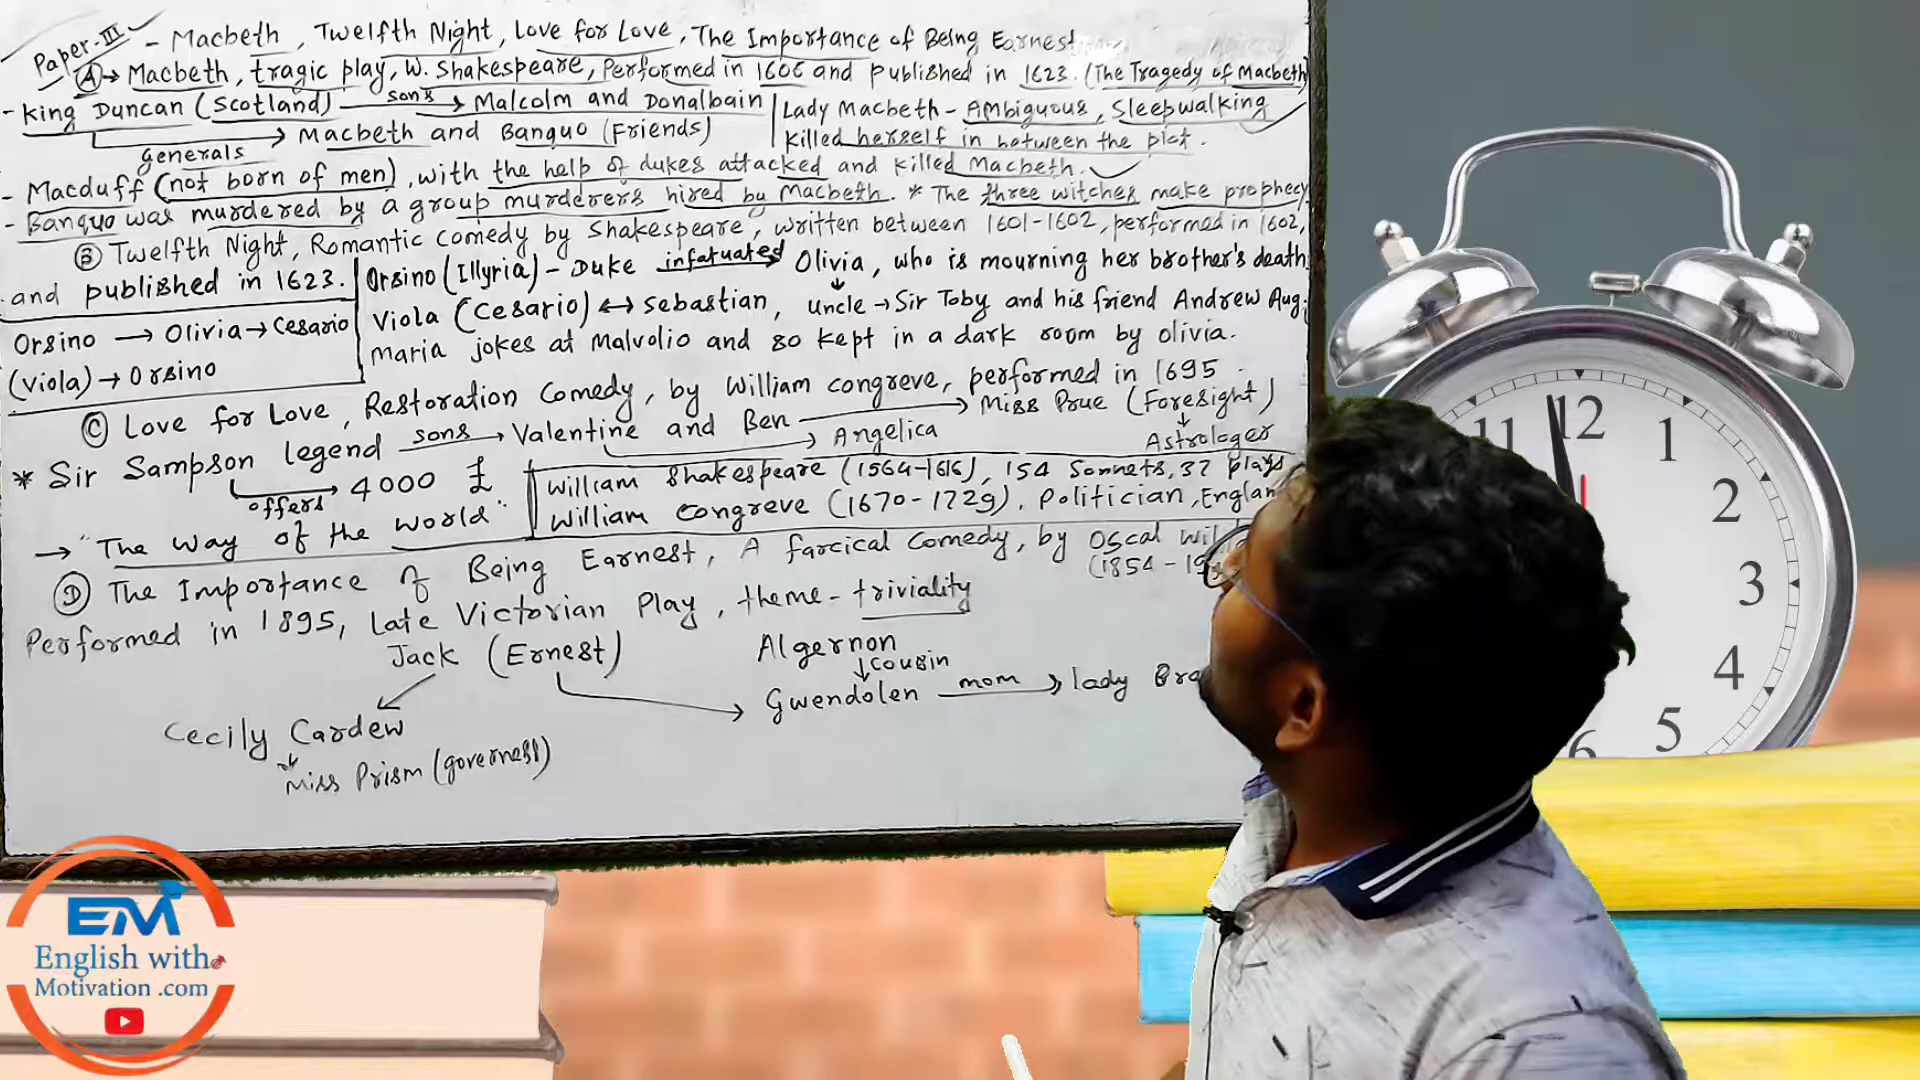 Paper-III - Macbeth, Twelfth Night, Love for Love, The Importance of Being Earnest
(A)→ Macbeth, tragic play, W. Shakespeare, Performed in 1606 and published in 1623. (The Tragedy of Macbeth)
- King Duncan (Scotland) sons → Malcolm and Donalbain
generals → Macbeth and Banquo (Friends)
Lady Macbeth - Ambiguous, Sleepwalking
Killed herself in between the plot.
- Macduff (not born of men), with the help of dukes attacked and killed Macbeth.
- Banquo was murdered by a group murderers hired by Macbeth. * The three witches make prophecy.
(B) Twelfth Night, Romantic Comedy by Shakespeare, written between 1601-1602, performed in 1602,
and published in 1623.
Orsino → Olivia → Cesario
(Viola) → Orsino
Orsino (Illyria) - Duke infatuated → Olivia, who is mourning her brother's death
Viola (Cesario) ↔ Sebastian, Uncle → Sir Toby and his friend Andrew Aug.
Maria jokes at Malvolio and so kept in a dark room by Olivia.
(C) Love for Love, Restoration Comedy, by William Congreve, performed in 1695
* Sir Sampson legend sons → Valentine and Ben → Miss Prue (Foresight)
→ Angelica
Astrologer
offers → 4000 £
→ "The Way of the World"
William Shakespeare (1564-1616), 154 Sonnets, 37 plays
William Congreve (1670-1729). Politician, England
(D) The Importance of Being Earnest, A farcical Comedy, by Oscal
(1854 -
Performed in 1895, Late Victorian Play, theme - triviality
Jack (Ernest)
Algernon
↓ cousin
Gwendolen mom → lady
Cecily Cardew
Miss Prism (governess)
11 12 1 2 3 4 5 6
EM
English with
Motivation .com